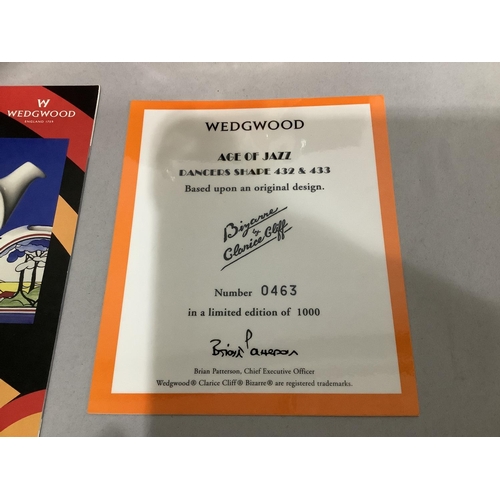 WEDGWOOD
ENGLAND 1759
WEDGWOOD
AGE OF JAZZ
DANCERS SHAPE 432 & 433
Based upon an original design.
Bizarre
by
Clarice Cliff
Number 0463
in a limited edition of 1000
Brian Patterson
Brian Patterson, Chief Executive Officer
Wedgwood® Clarice Cliff® Bizarre® are registered trademarks.